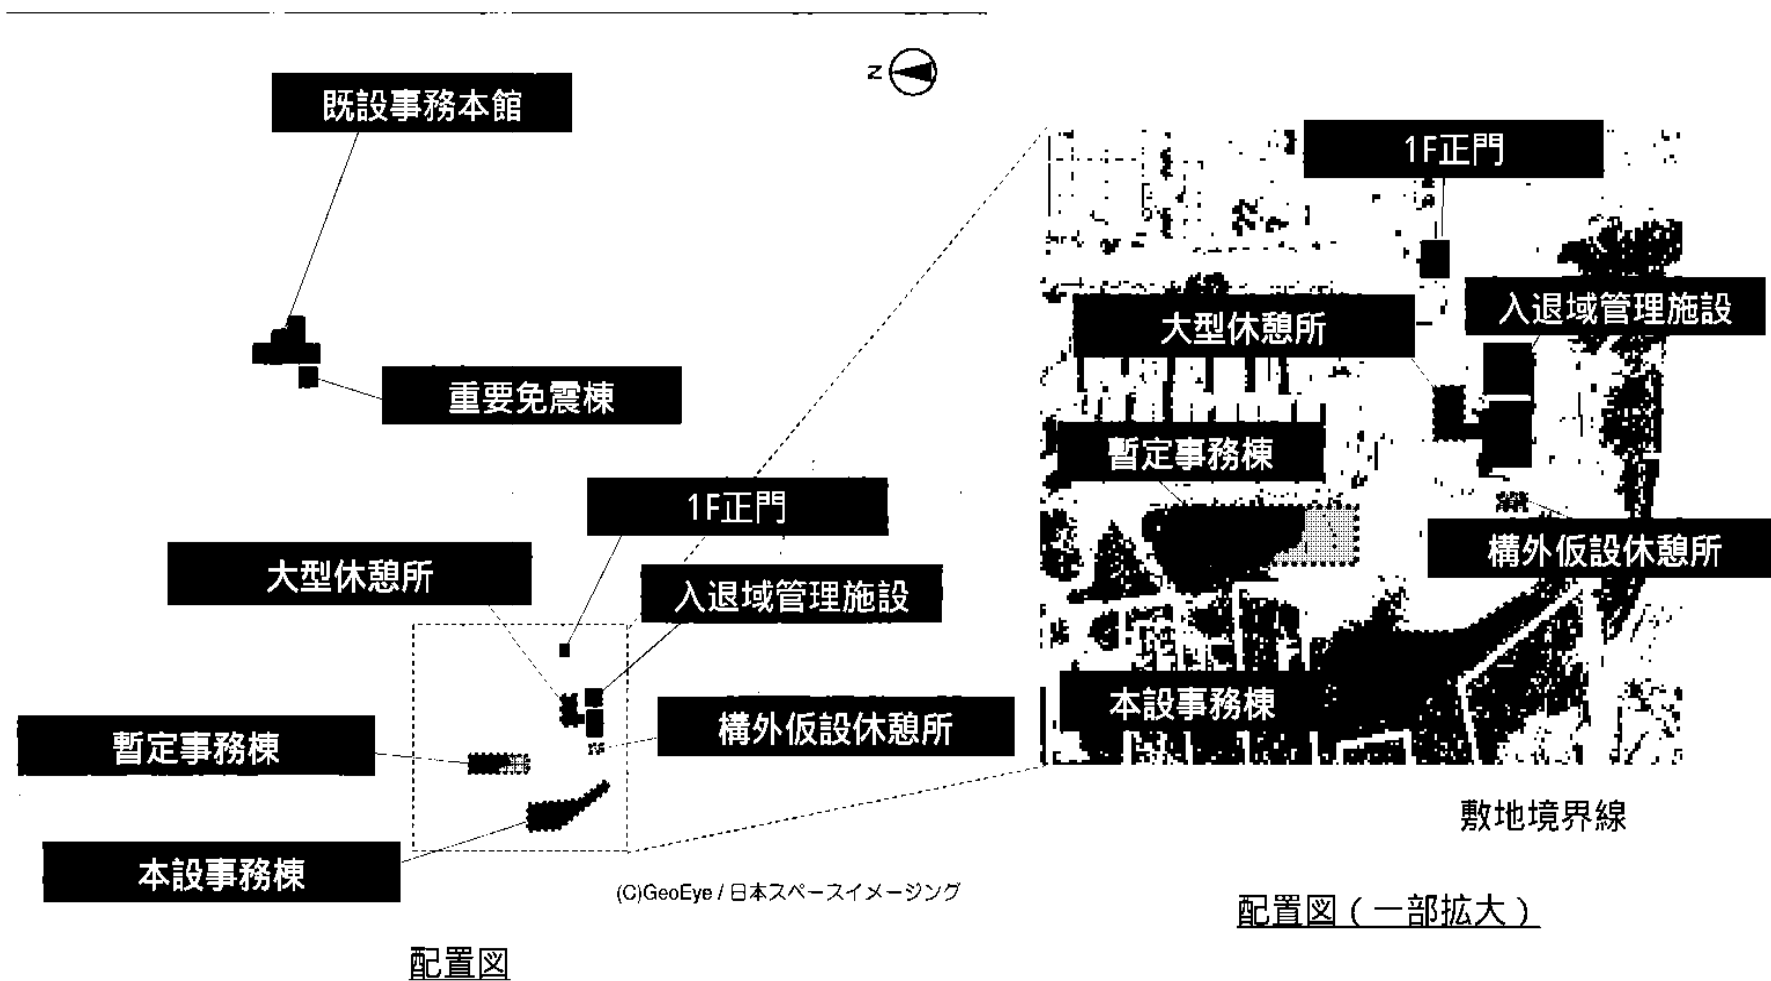 N
既設事務本館
重要免震棟
1F正門
大型休憩所
入退域管理施設
暫定事務棟
構外仮設休憩所
本設事務棟
(C)GeoEye / 日本スペースイメージング
配置図
1F正門
入退域管理施設
大型休憩所
暫定事務棟
構外仮設休憩所
本設事務棟
敷地境界線
配置図（一部拡大）